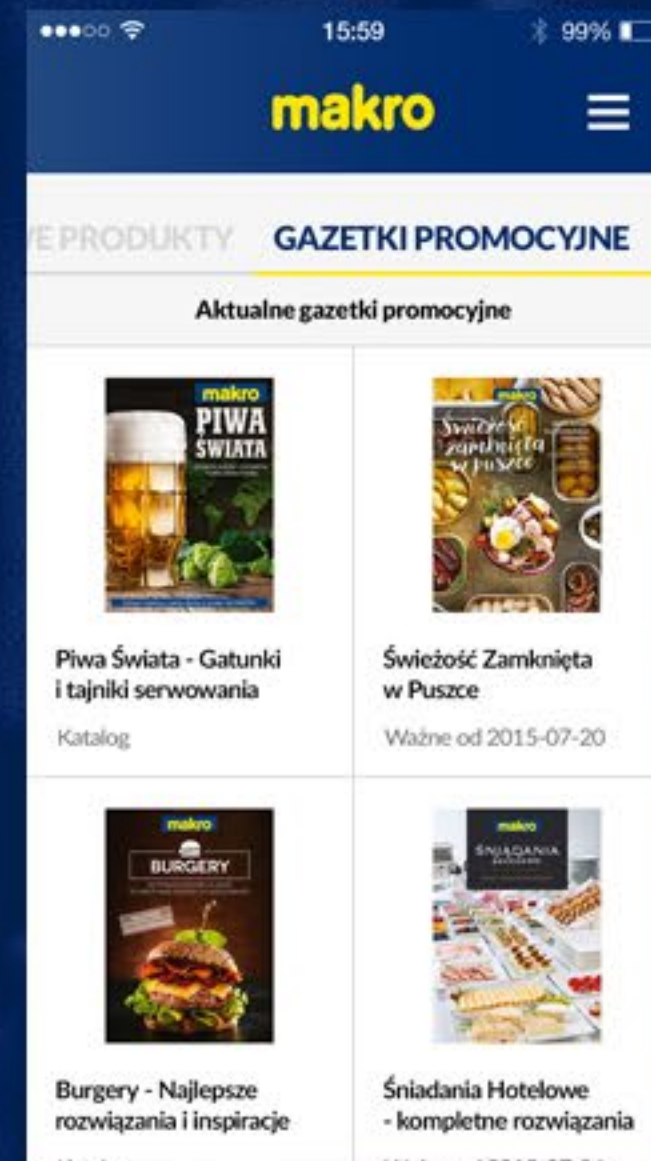 15:59
99%
makro
E PRODUKTY
GAZETKI PROMOCYJNE
Aktualne gazetki promocyjne
makro
PIWA
ŚWIATA
Piwa Świata - Gatunki
i tajniki serwowania
Katalog
makro
Świeżość
zamknięta
w puszce
Świeżość Zamknięta
w Puszce
Ważne od 2015-07-20
makro
BURGERY
Burgery - Najlepsze
rozwiązania i inspiracje
makro
ŚNIADANIA
Śniadania Hotelowe
- kompletne rozwiązania